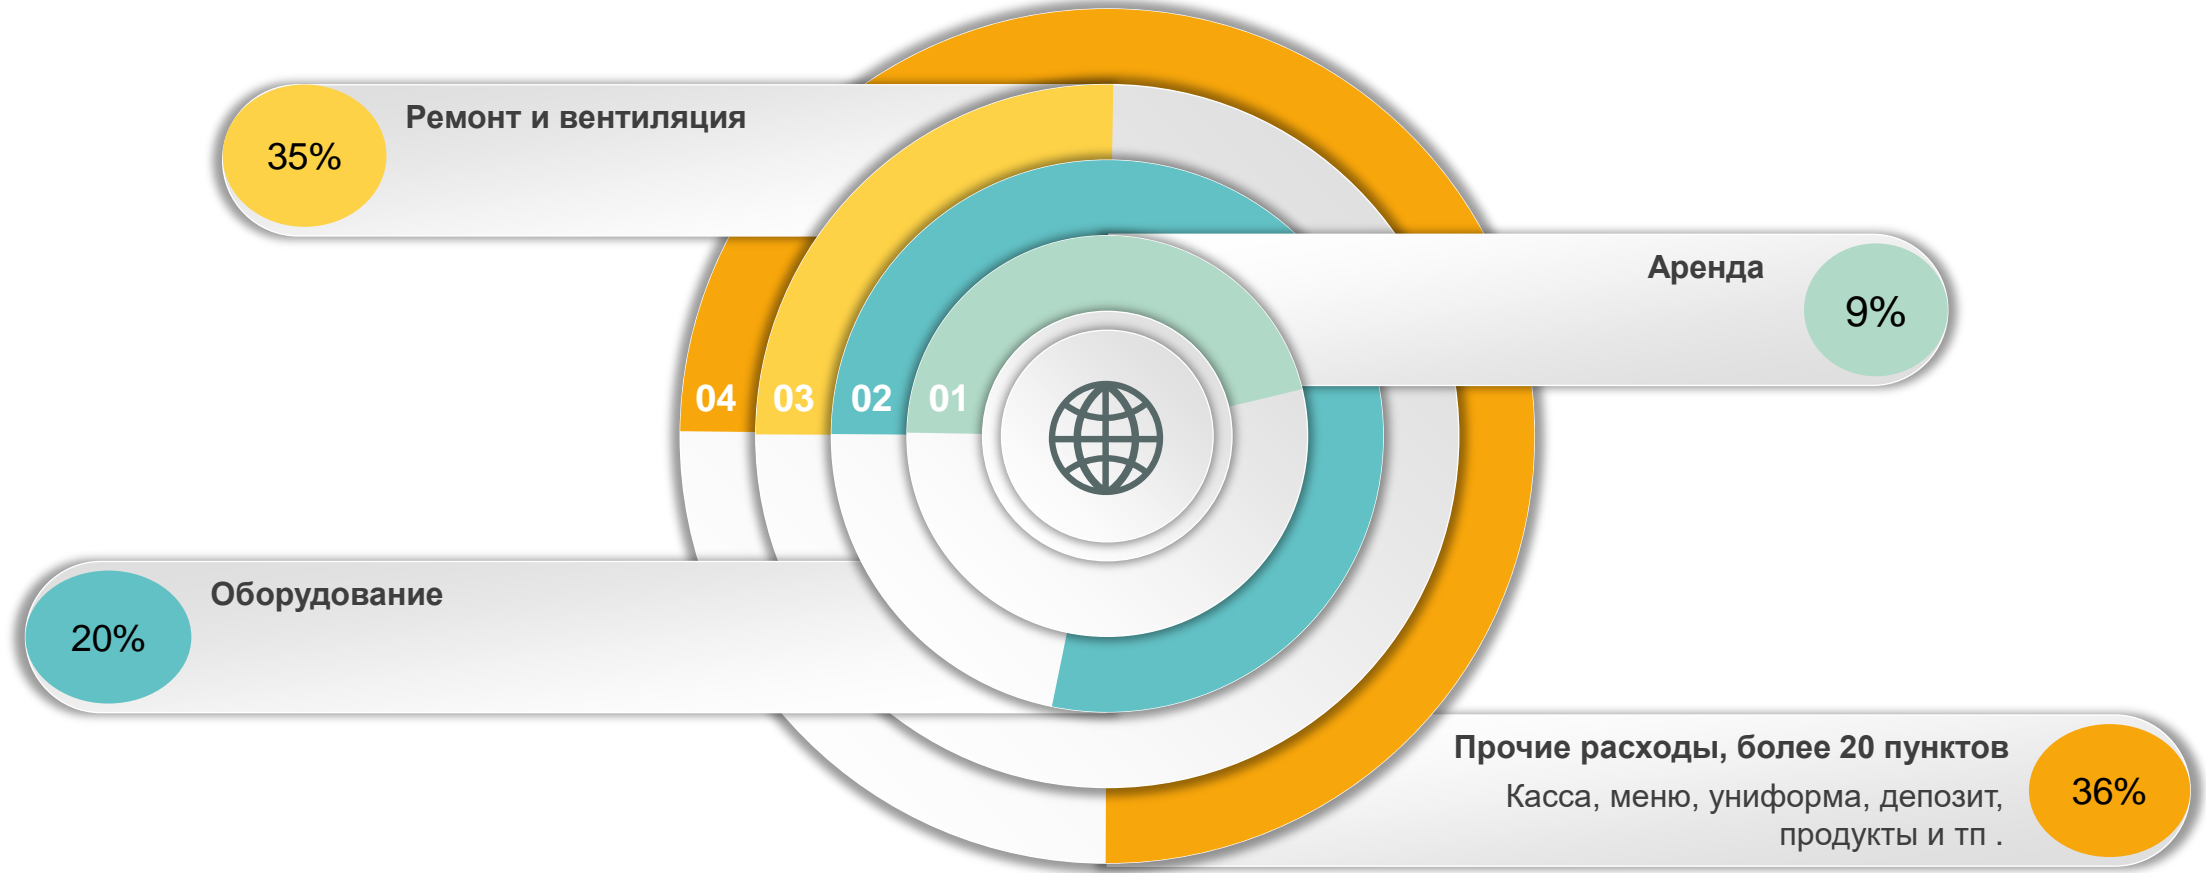 Ремонт и вентиляция
35%
Аренда
9%
04 03 02 01
Оборудование
20%
Прочие расходы, более 20 пунктов
Касса, меню, униформа, депозит,
продукты и тп .
36%